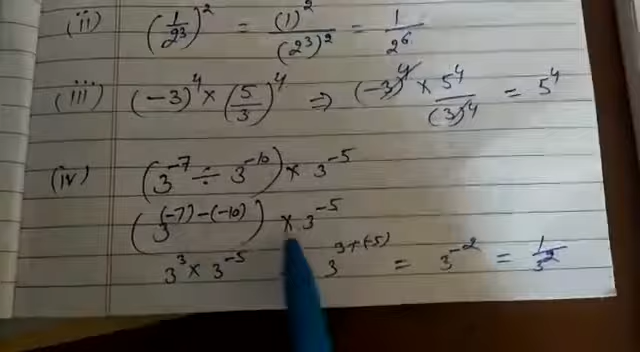 (ii) (1/2³)² = (1)²/(2³)² = 1/2⁶
(iii) (-3)⁴ × (5/3)⁴ ⇒ (-3)⁴ × 5⁴/(3)⁴ = 5⁴
(iv) (3⁻⁷ ÷ 3⁻¹⁰) × 3⁻⁵
(3⁽⁻⁷⁾⁻⁽⁻¹⁰⁾) × 3⁻⁵
3³ × 3⁻⁵ 3³⁺⁽⁻⁵⁾ = 3⁻² = 1/3²